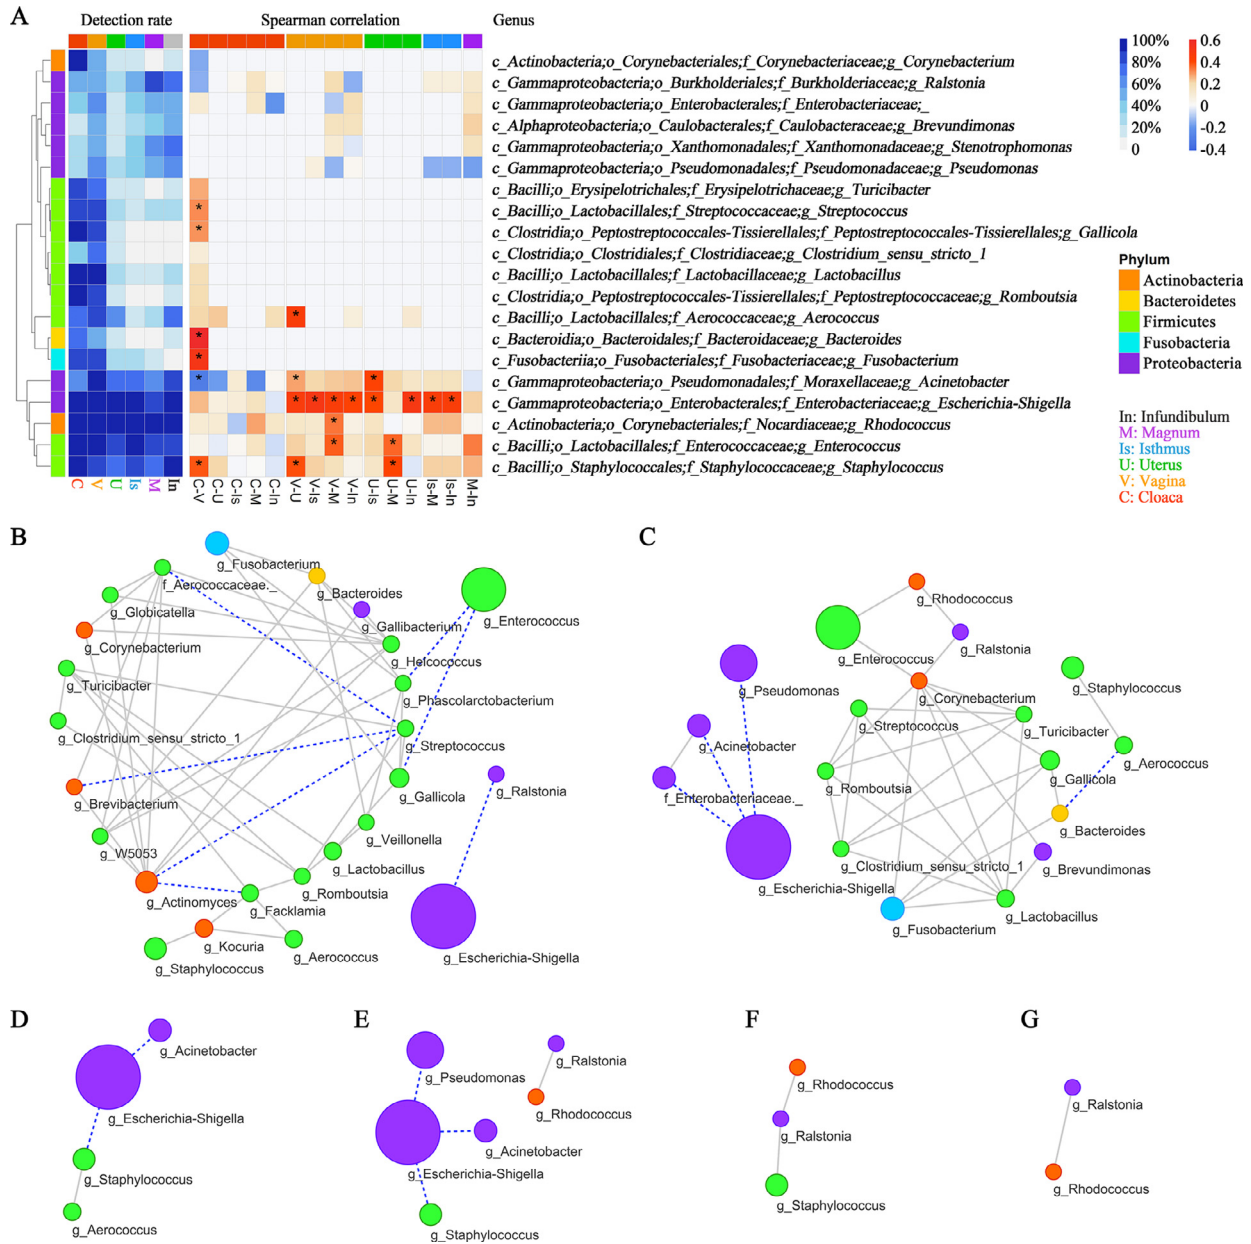 A
Detection rate
Spearman correlation
Genus
c_Actinobacteria;o_Corynebacteriales;f_Corynebacteriaceae;g_Corynebacterium
c_Gammaproteobacteria;o_Burkholderiales;f_Burkholderiaceae;g_Ralstonia
c_Gammaproteobacteria;o_Enterobacterales;f_Enterobacteriaceae;_
c_Alphaproteobacteria;o_Caulobacterales;f_Caulobacteraceae;g_Brevundimonas
c_Gammaproteobacteria;o_Xanthomonadales;f_Xanthomonadaceae;g_Stenotrophomonas
c_Gammaproteobacteria;o_Pseudomonadales;f_Pseudomonadaceae;g_Pseudomonas
c_Bacilli;o_Erysipelotrichales;f_Erysipelotrichaceae;g_Turicibacter
c_Bacilli;o_Lactobacillales;f_Streptococcaceae;g_Streptococcus
c_Clostridia;o_Peptostreptococcales-Tissierellales;f_Peptostreptococcales-Tissierellales;g_Gallicola
c_Clostridia;o_Clostridiales;f_Clostridiaceae;g_Clostridium_sensu_stricto_1
c_Bacilli;o_Lactobacillales;f_Lactobacillaceae;g_Lactobacillus
c_Clostridia;o_Peptostreptococcales-Tissierellales;f_Peptostreptococcaceae;g_Romboutsia
c_Bacilli;o_Lactobacillales;f_Aerococcaceae;g_Aerococcus
c_Bacteroidia;o_Bacteroidales;f_Bacteroidaceae;g_Bacteroides
c_Fusobacteriia;o_Fusobacteriales;f_Fusobacteriaceae;g_Fusobacterium
c_Gammaproteobacteria;o_Pseudomonadales;f_Moraxellaceae;g_Acinetobacter
c_Gammaproteobacteria;o_Enterobacterales;f_Enterobacteriaceae;g_Escherichia-Shigella
c_Actinobacteria;o_Corynebacteriales;f_Nocardiaceae;g_Rhodococcus
c_Bacilli;o_Lactobacillales;f_Enterococcaceae;g_Enterococcus
c_Bacilli;o_Staphylococcales;f_Staphylococcaceae;g_Staphylococcus
C V U Is M In
C-V C-U C-Is C-M C-In V-U V-Is V-M V-In U-Is U-M U-In Is-M Is-In M-In
100%
80%
60%
40%
20%
0
0.6
0.4
0.2
0
-0.2
-0.4
Phylum
Actinobacteria
Bacteroidetes
Firmicutes
Fusobacteria
Proteobacteria
In: Infundibulum
M: Magnum
Is: Isthmus
U: Uterus
V: Vagina
C: Cloaca
B
g_Fusobacterium
f_Aerococcaceae._
g_Bacteroides
g_Globicatella
g_Gallibacterium
g_Enterococcus
g_Corynebacterium
g_Helcococcus
g_Turicibacter
g_Phascolarctobacterium
g_Clostridium_sensu_stricto_1
g_Streptococcus
g_Ralstonia
g_Brevibacterium
g_Gallicola
g_W5053
g_Veillonella
g_Lactobacillus
g_Actinomyces
g_Romboutsia
g_Facklamia
g_Kocuria
g_Staphylococcus
g_Aerococcus
g_Escherichia-Shigella
C
g_Rhodococcus
g_Enterococcus
g_Ralstonia
g_Pseudomonas
g_Corynebacterium
g_Staphylococcus
g_Streptococcus
g_Turicibacter
g_Acinetobacter
g_Aerococcus
g_Gallicola
g_Romboutsia
f_Enterobacteriaceae._
g_Bacteroides
g_Clostridium_sensu_stricto_1
g_Brevundimonas
g_Escherichia-Shigella
g_Lactobacillus
g_Fusobacterium
D
g_Acinetobacter
g_Escherichia-Shigella
g_Staphylococcus
g_Aerococcus
E
g_Ralstonia
g_Pseudomonas
g_Rhodococcus
g_Acinetobacter
g_Escherichia-Shigella
g_Staphylococcus
F
g_Rhodococcus
g_Ralstonia
g_Staphylococcus
G
g_Ralstonia
g_Rhodococcus